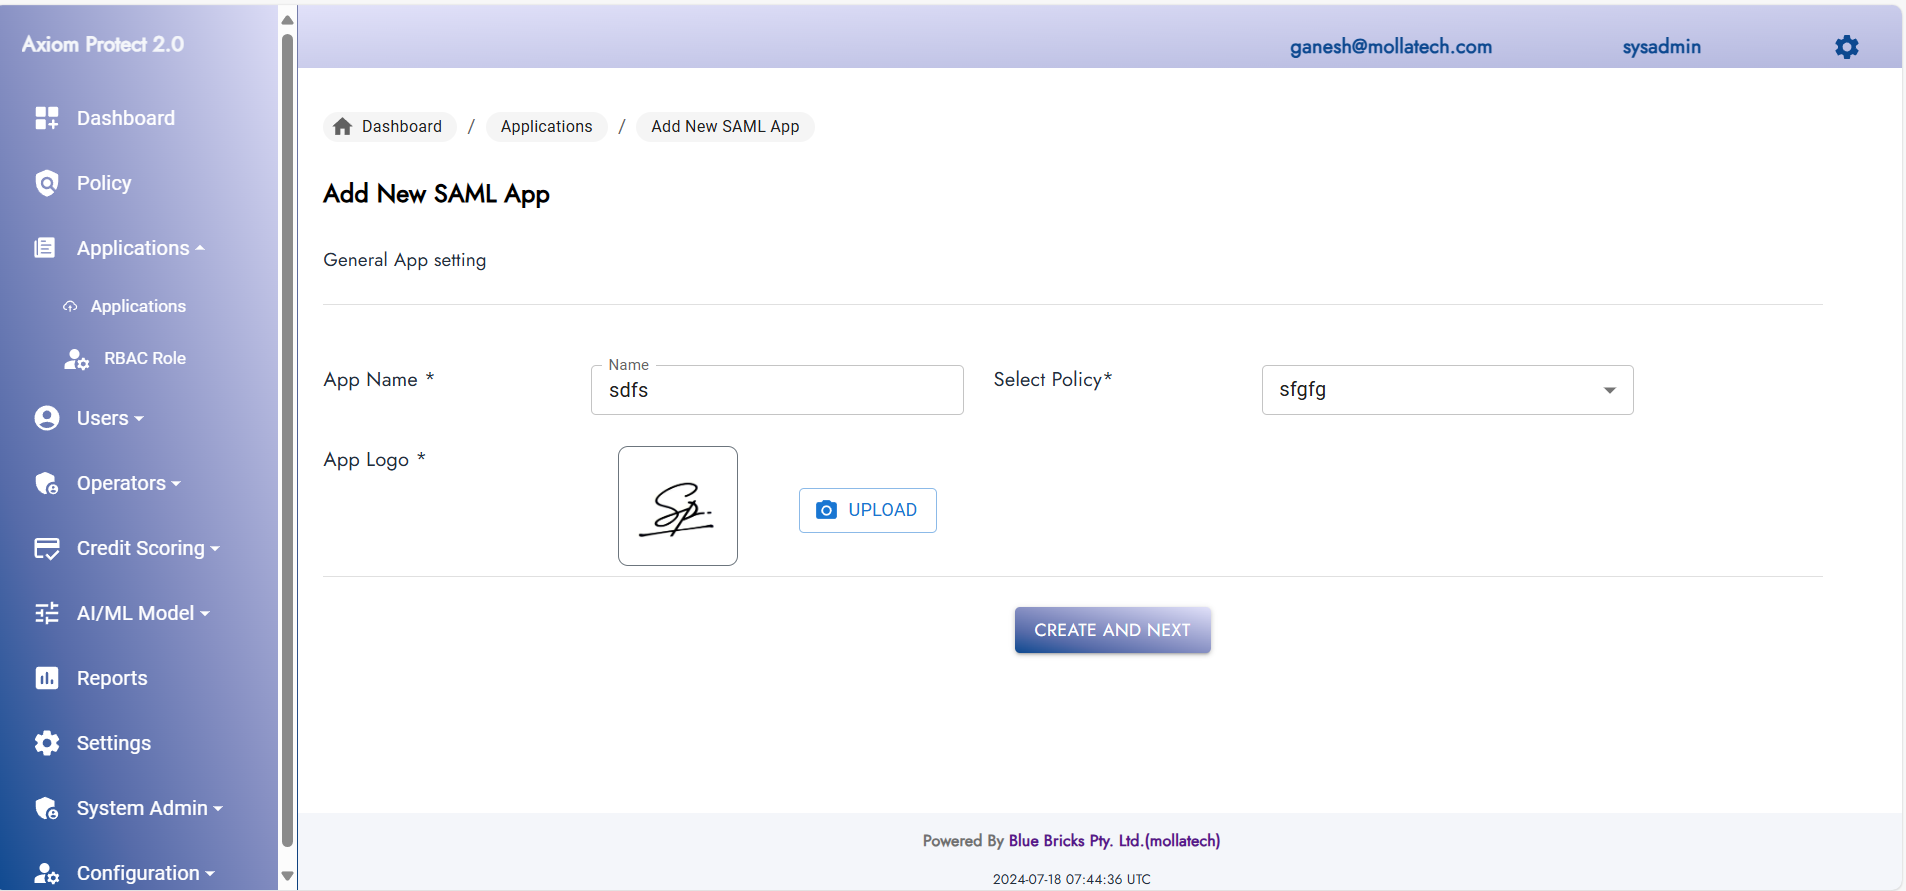 Axiom Protect 2.0
ganesh@mollatech.com sysadmin
Dashboard
Policy
Applications
Applications
RBAC Role
Users
Operators
Credit Scoring
AI/ML Model
Reports
Settings
System Admin
Configuration
Dashboard / Applications / Add New SAML App
Add New SAML App
General App setting
App Name *
Name
sdfs
Select Policy*
sfgfg
App Logo *
Sp.
UPLOAD
CREATE AND NEXT
Powered By Blue Bricks Pty. Ltd.(mollatech)
2024-07-18 07:44:36 UTC